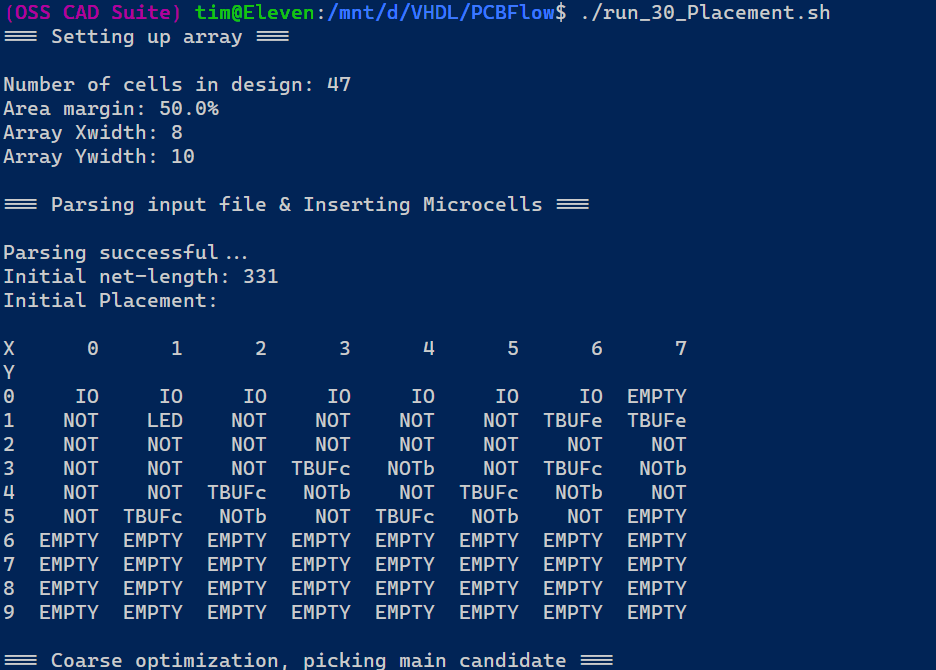 (OSS CAD Suite) tim@Eleven:/mnt/d/VHDL/PCBFlow$ ./run_30_Placement.sh
=== Setting up array ===
Number of cells in design: 47
Area margin: 50.0%
Array Xwidth: 8
Array Ywidth: 10
=== Parsing input file & Inserting Microcells ===
Parsing successful...
Initial net-length: 331
Initial Placement:
X 0 1 2 3 4 5 6 7
Y
0 IO IO IO IO IO IO IO EMPTY
1 NOT LED NOT NOT NOT NOT TBUFe TBUFe
2 NOT NOT NOT NOT NOT NOT NOT NOT
3 NOT NOT NOT TBUFc NOTb NOT TBUFc NOTb
4 NOT NOT TBUFc NOTb NOT TBUFc NOTb NOT
5 NOT TBUFc NOTb NOT TBUFc NOTb NOT EMPTY
6 EMPTY EMPTY EMPTY EMPTY EMPTY EMPTY EMPTY EMPTY
7 EMPTY EMPTY EMPTY EMPTY EMPTY EMPTY EMPTY EMPTY
8 EMPTY EMPTY EMPTY EMPTY EMPTY EMPTY EMPTY EMPTY
9 EMPTY EMPTY EMPTY EMPTY EMPTY EMPTY EMPTY EMPTY
=== Coarse optimization, picking main candidate ===